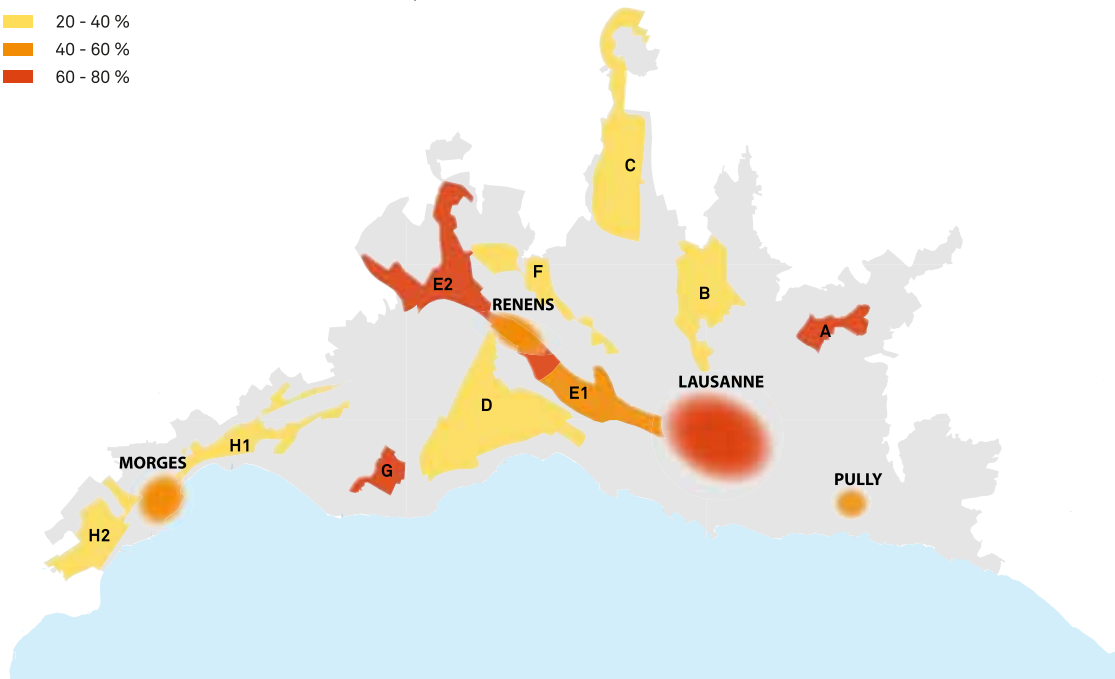 20 - 40 %
40 - 60 %
60 - 80 %
C
F
E2
B
RENENS
A
LAUSANNE
E1
D
H1
MORGES
G
PULLY
H2